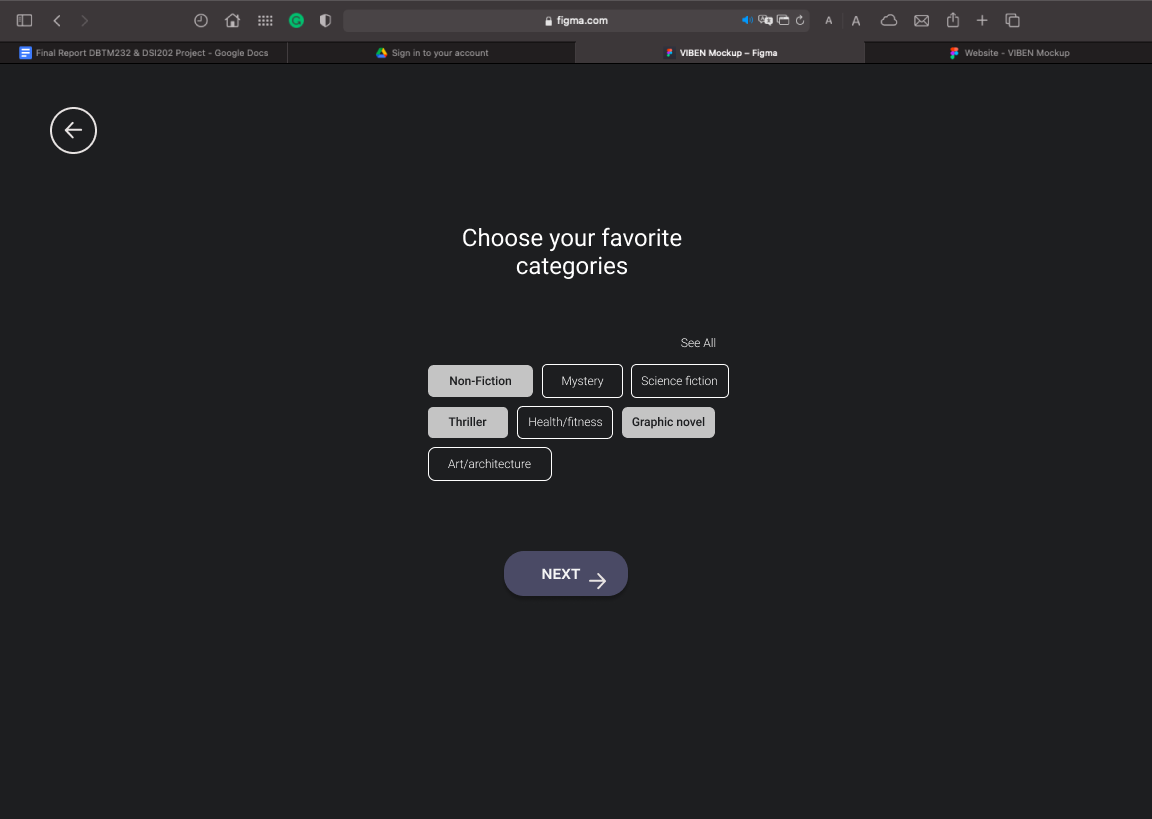 figma.com
A A
Final Report DBTM232 & DSI202 Project - Google Docs
Sign in to your account
VIBEN Mockup – Figma
Website - VIBEN Mockup
Choose your favorite
categories
See All
Non-Fiction
Mystery
Science fiction
Thriller
Health/fitness
Graphic novel
Art/architecture
NEXT